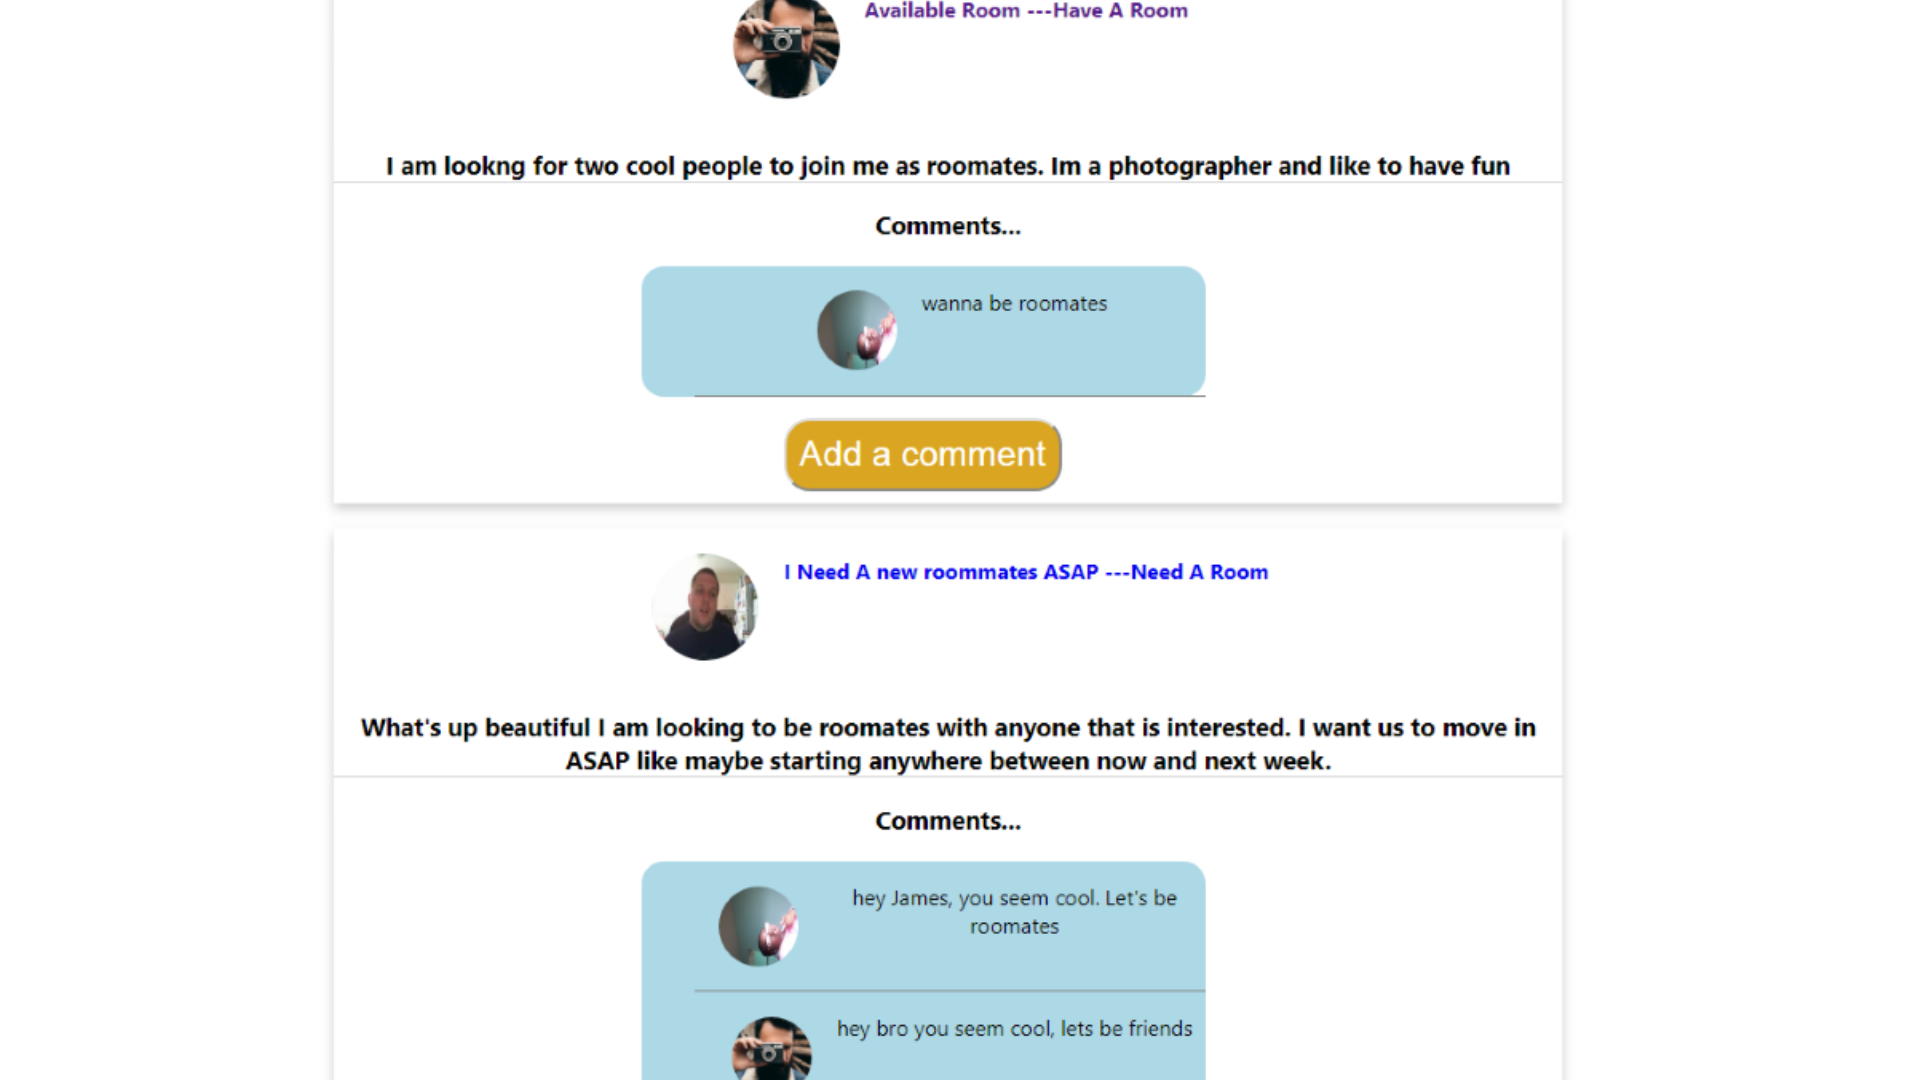 Available Room ---Have A Room
I am lookng for two cool people to join me as roomates. Im a photographer and like to have fun
Comments...
wanna be roomates
Add a comment
I Need A new roommates ASAP ---Need A Room
What's up beautiful I am looking to be roomates with anyone that is interested. I want us to move in
ASAP like maybe starting anywhere between now and next week.
Comments...
hey James, you seem cool. Let's be
roomates
hey bro you seem cool, lets be friends